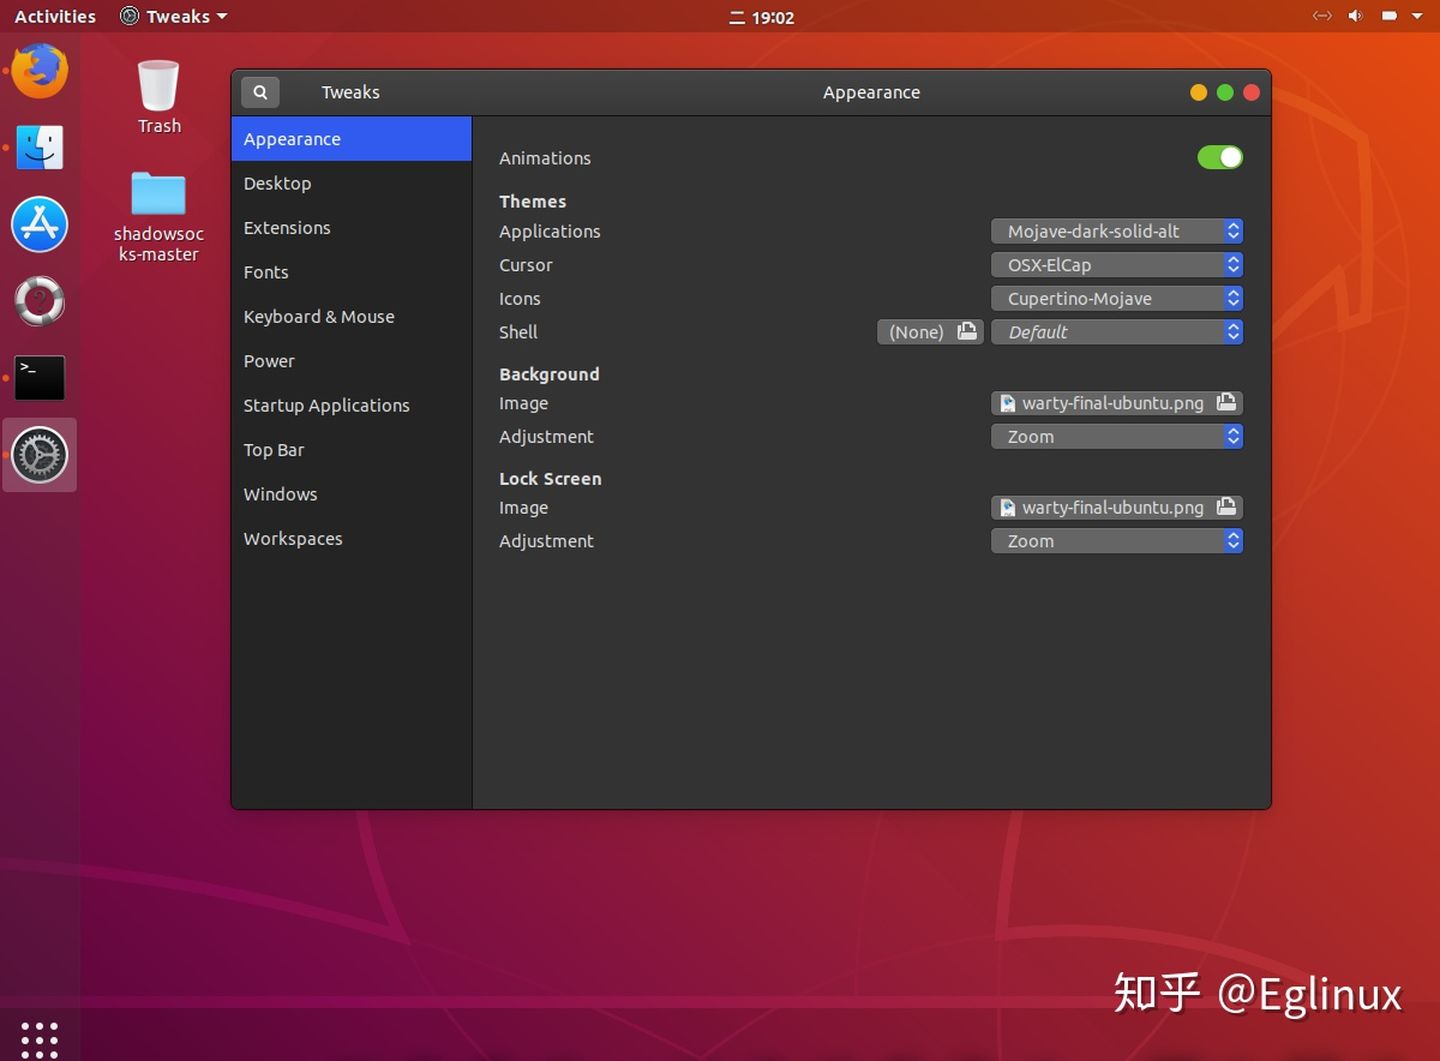 Activities
Tweaks
二 19:02
Trash
shadowsoc
ks-master
>_
Tweaks
Appearance
Appearance
Desktop
Extensions
Fonts
Keyboard & Mouse
Power
Startup Applications
Top Bar
Windows
Workspaces
Animations
Themes
Applications Mojave-dark-solid-alt
Cursor OSX-ElCap
Icons Cupertino-Mojave
Shell (None) Default
Background
Image warty-final-ubuntu.png
Adjustment Zoom
Lock Screen
Image warty-final-ubuntu.png
Adjustment Zoom
知乎 @Eglinux